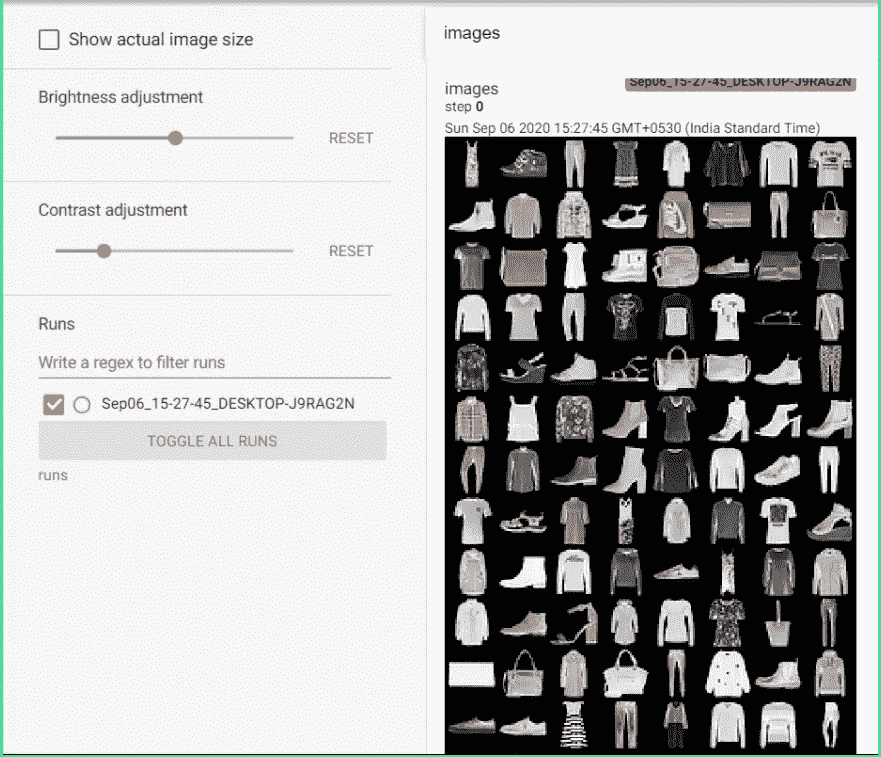 Show actual image size
Brightness adjustment
RESET
Contrast adjustment
RESET
Runs
Write a regex to filter runs
Sep06_15-27-45_DESKTOP-J9RAG2N
TOGGLE ALL RUNS
runs
images
images
Sep06_15-27-45_DESKTOP-J9RAG2N
step 0
Sun Sep 06 2020 15:27:45 GMT+0530 (India Standard Time)